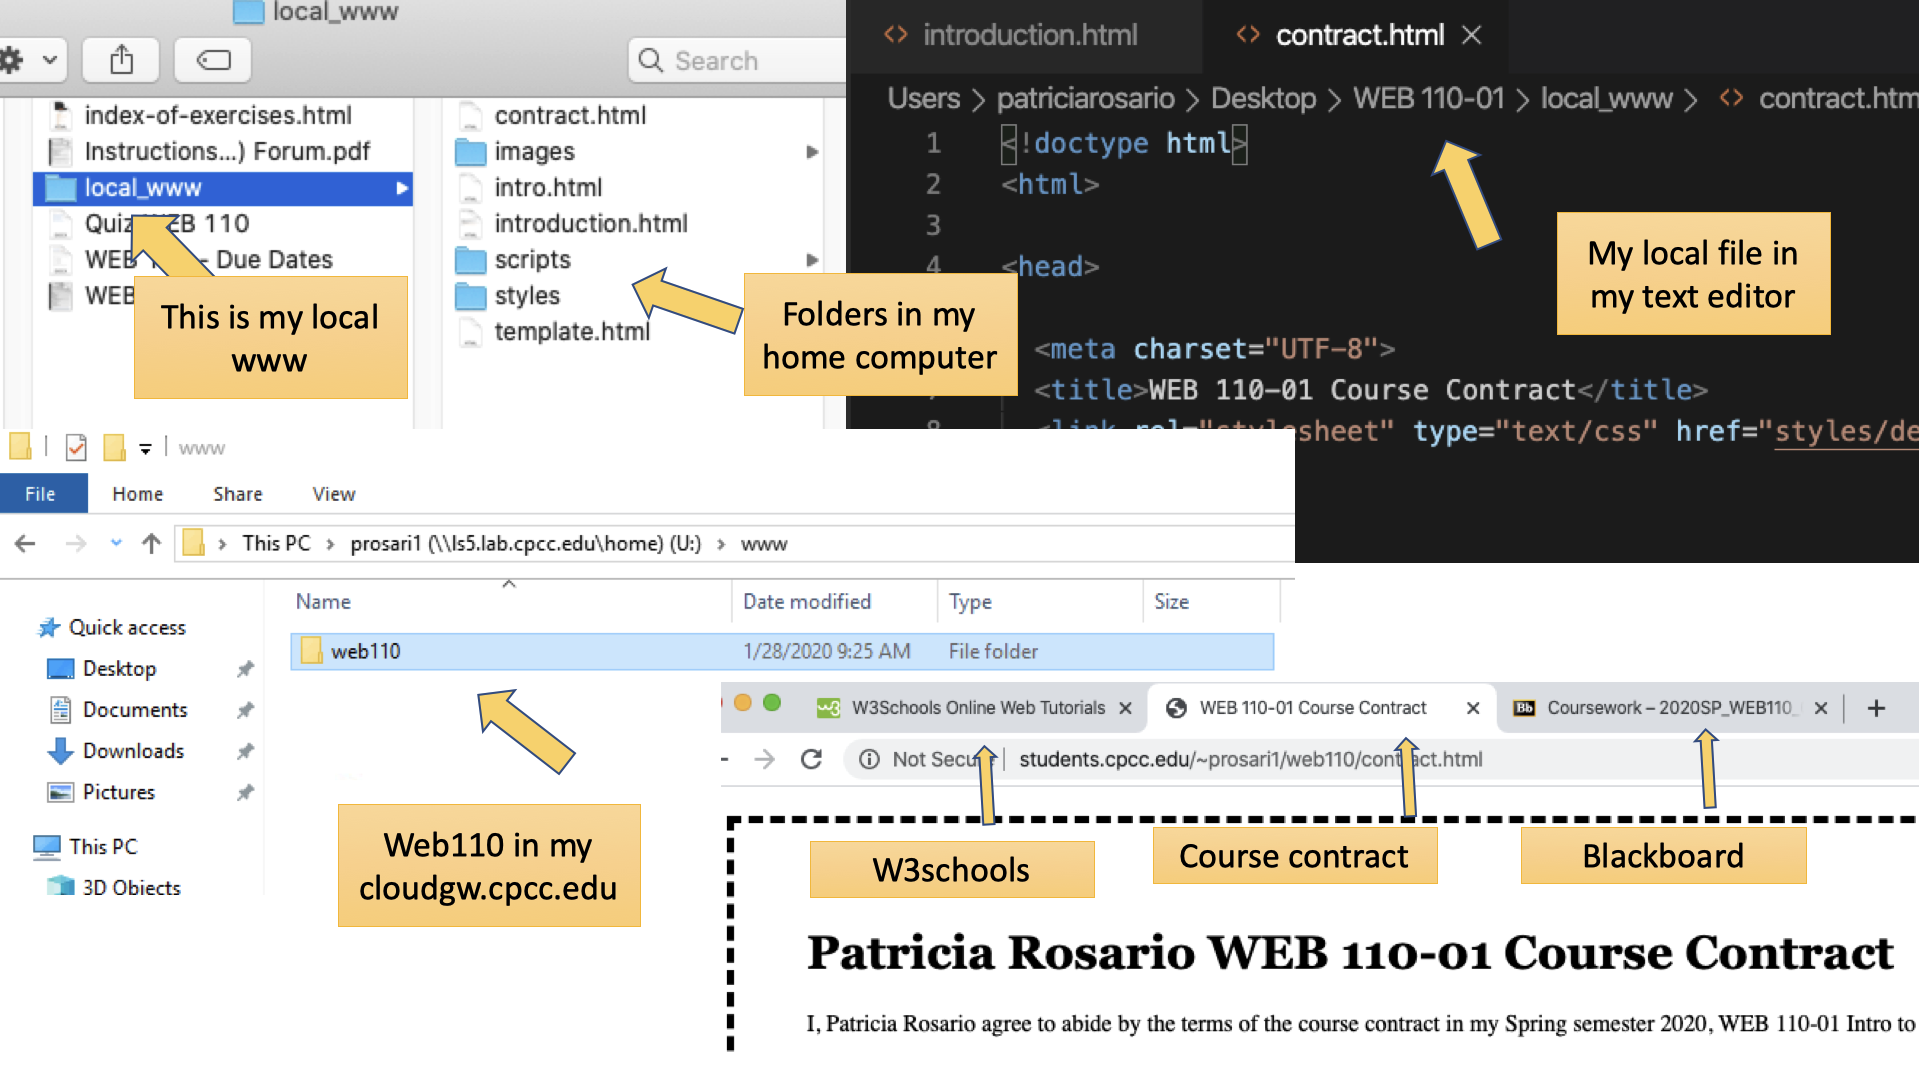 local_www
Search
index-of-exercises.html
Instructions...) Forum.pdf
local_www
Quiz WEB 110
WEB - Due Dates
WEB
contract.html
images
intro.html
introduction.html
scripts
styles
template.html
This is my local
www
Folders in my
home computer
introduction.html
contract.html
Users > patriciarosario > Desktop > WEB 110-01 > local_www > <> contract.htm
1 <!doctype html>
2 <html>
3
4 <head>
<meta charset="UTF-8">
<title>WEB 110-01 Course Contract</title>
8 <link rel="stylesheet" type="text/css" href="styles/de
My local file in
my text editor
www
File Home Share View
This PC > prosari1 (\\ls5.lab.cpcc.edu\home) (U:) > www
Name Date modified Type Size
web110 1/28/2020 9:25 AM File folder
Quick access
Desktop
Documents
Downloads
Pictures
This PC
3D Objects
Web110 in my
cloudgw.cpcc.edu
W3Schools Online Web Tutorials
WEB 110-01 Course Contract
Bb Coursework – 2020SP_WEB110_
Not Secure | students.cpcc.edu/~prosari1/web110/contract.html
W3schools
Course contract
Blackboard
Patricia Rosario WEB 110-01 Course Contract
I, Patricia Rosario agree to abide by the terms of the course contract in my Spring semester 2020, WEB 110-01 Intro to